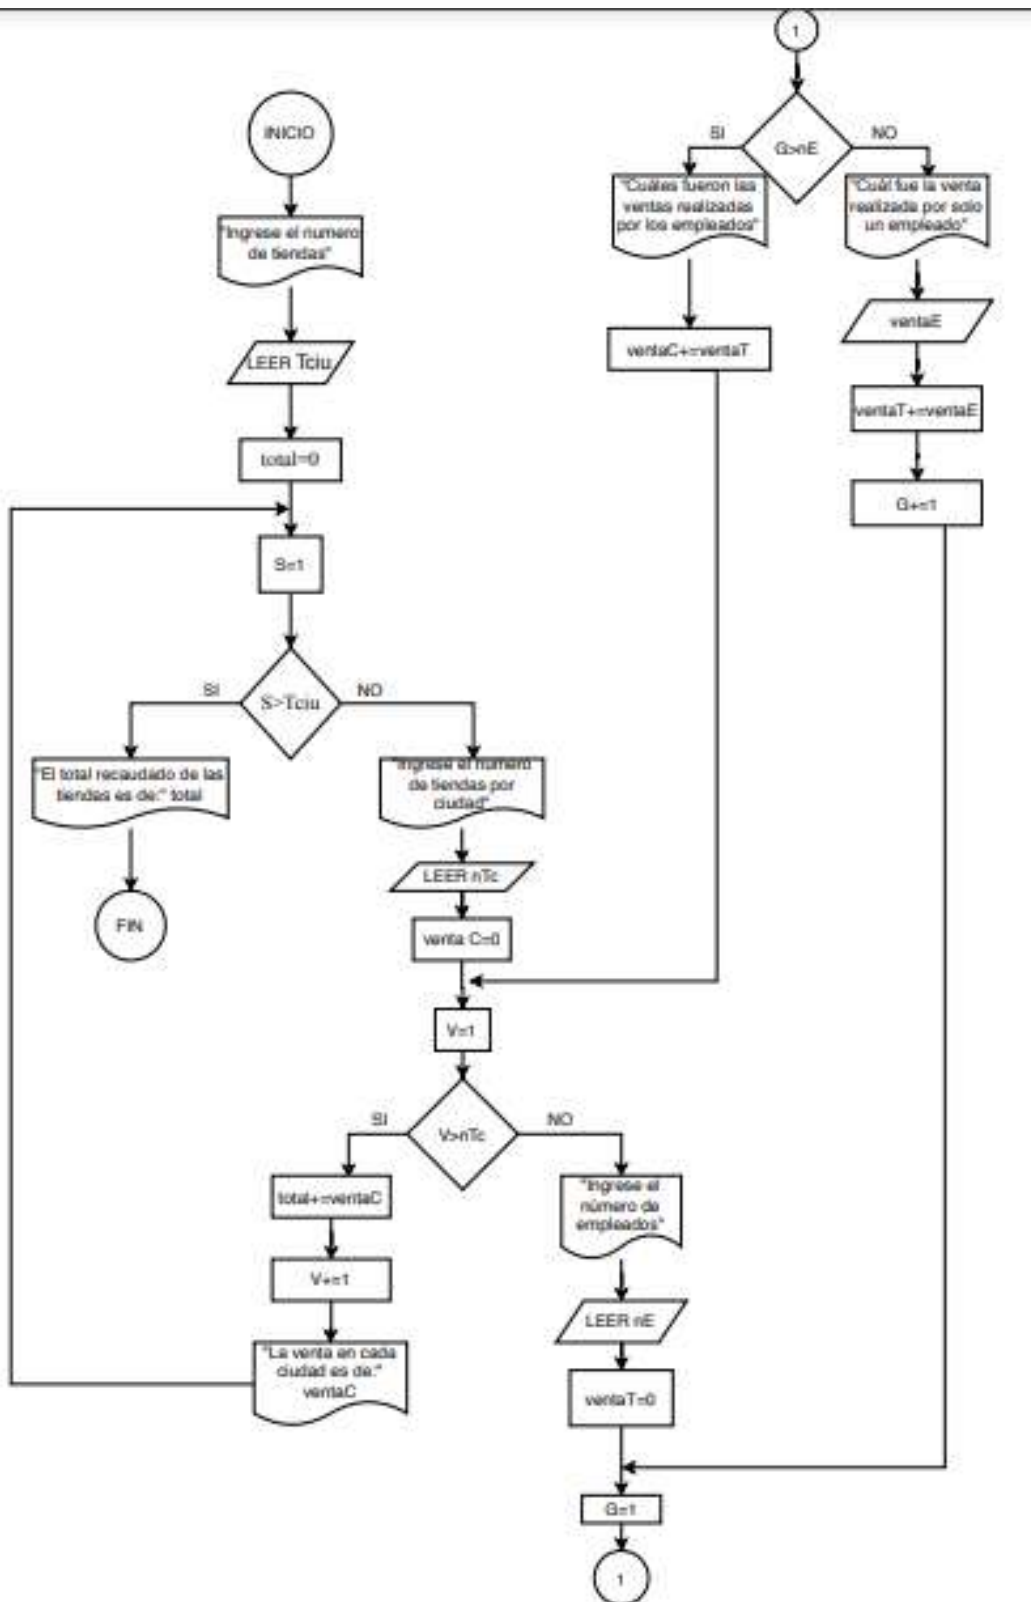 INICIO
"Ingrese el numero
de tiendas"
LEER Tciu
total=0
S=1
S>Tciu
SI
NO
"El total recaudado de las
tiendas es de:" total
FIN
"Ingrese el numero
de tiendas por
ciudad"
LEER nTc
venta C=0
V=1
V>nTc
SI
NO
total+=ventaC
V+=1
"La venta en cada
ciudad es de:"
ventaC
"Ingrese el
número de
empleados"
LEER nE
ventaT=0
G=1
1
1
G>nE
SI
NO
"Cuáles fueron las
ventas realizadas
por los empleados"
ventaC+=ventaT
"Cuál fue la venta
realizada por solo
un empleado"
ventaE
ventaT+=ventaE
G+=1